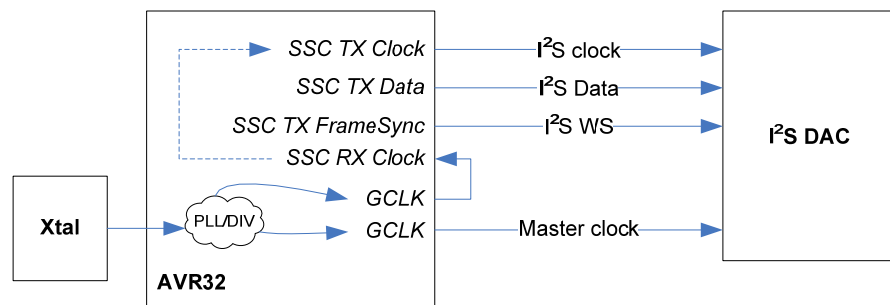 SSC TX Clock
I²S clock
SSC TX Data
I²S Data
SSC TX FrameSync
I²S WS
I²S DAC
SSC RX Clock
Xtal
PLL/DIV
GCLK
GCLK
Master clock
AVR32